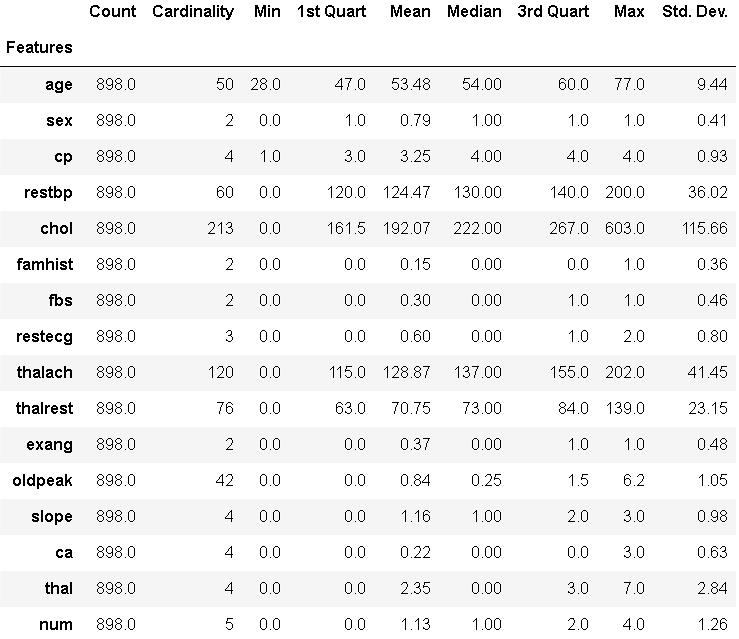 Count Cardinality Min 1st Quart Mean Median 3rd Quart Max Std. Dev.
Features
age 898.0 50 28.0 47.0 53.48 54.00 60.0 77.0 9.44
sex 898.0 2 0.0 1.0 0.79 1.00 1.0 1.0 0.41
cp 898.0 4 1.0 3.0 3.25 4.00 4.0 4.0 0.93
restbp 898.0 60 0.0 120.0 124.47 130.00 140.0 200.0 36.02
chol 898.0 213 0.0 161.5 192.07 222.00 267.0 603.0 115.66
famhist 898.0 2 0.0 0.0 0.15 0.00 0.0 1.0 0.36
fbs 898.0 2 0.0 0.0 0.30 0.00 1.0 1.0 0.46
restecg 898.0 3 0.0 0.0 0.60 0.00 1.0 2.0 0.80
thalach 898.0 120 0.0 115.0 128.87 137.00 155.0 202.0 41.45
thalrest 898.0 76 0.0 63.0 70.75 73.00 84.0 139.0 23.15
exang 898.0 2 0.0 0.0 0.37 0.00 1.0 1.0 0.48
oldpeak 898.0 42 0.0 0.0 0.84 0.25 1.5 6.2 1.05
slope 898.0 4 0.0 0.0 1.16 1.00 2.0 3.0 0.98
ca 898.0 4 0.0 0.0 0.22 0.00 0.0 3.0 0.63
thal 898.0 4 0.0 0.0 2.35 0.00 3.0 7.0 2.84
num 898.0 5 0.0 0.0 1.13 1.00 2.0 4.0 1.26